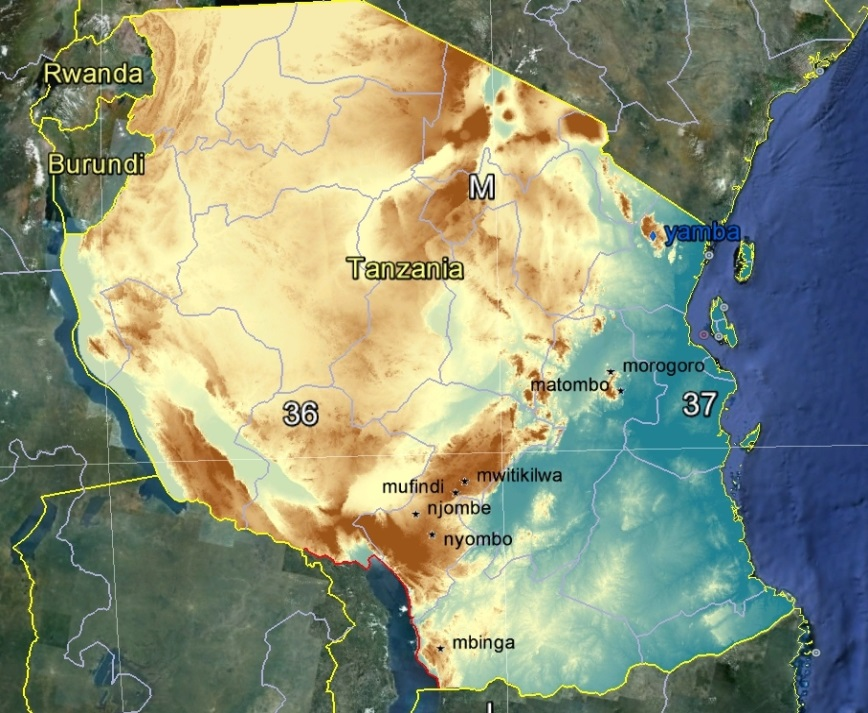 Rwanda
Burundi
M
yamba
Tanzania
morogoro
matombo
37
36
mwitikilwa
mufindi
njombe
nyombo
mbinga